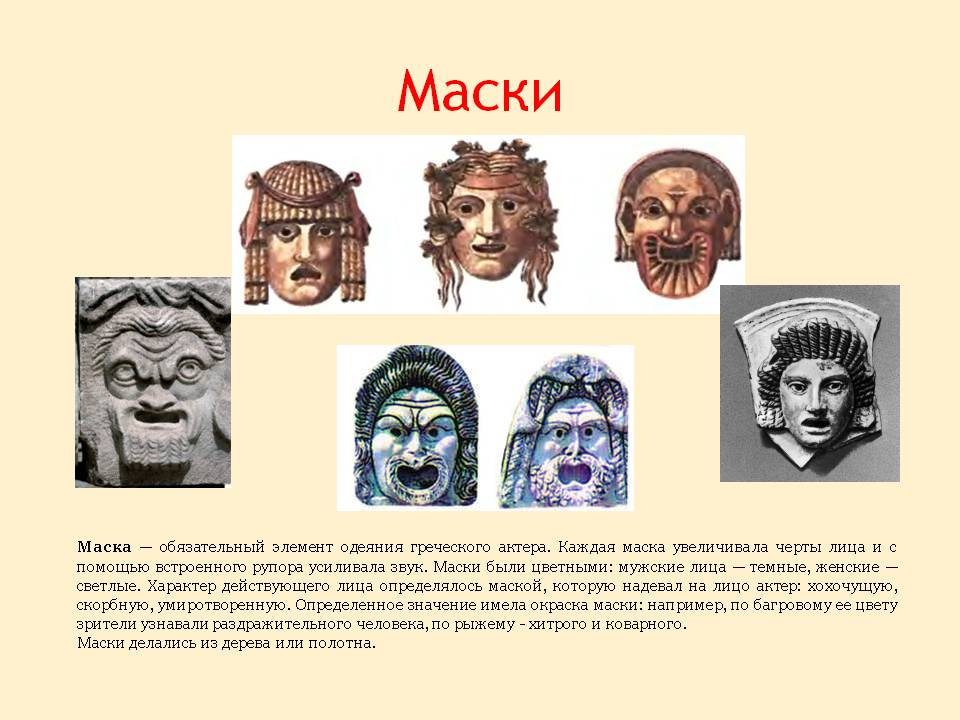 Маски
Маска — обязательный элемент одеяния греческого актера. Каждая маска увеличивала черты лица и с
помощью встроенного рупора усиливала звук. Маски были цветными: мужские лица — темные, женские —
светлые. Характер действующего лица определялось маской, которую надевал на лицо актер: хохочущую,
скорбную, умиротворенную. Определенное значение имела окраска маски: например, по багровому ее цвету
зрители узнавали раздражительного человека, по рыжему - хитрого и коварного.
Маски делались из дерева или полотна.